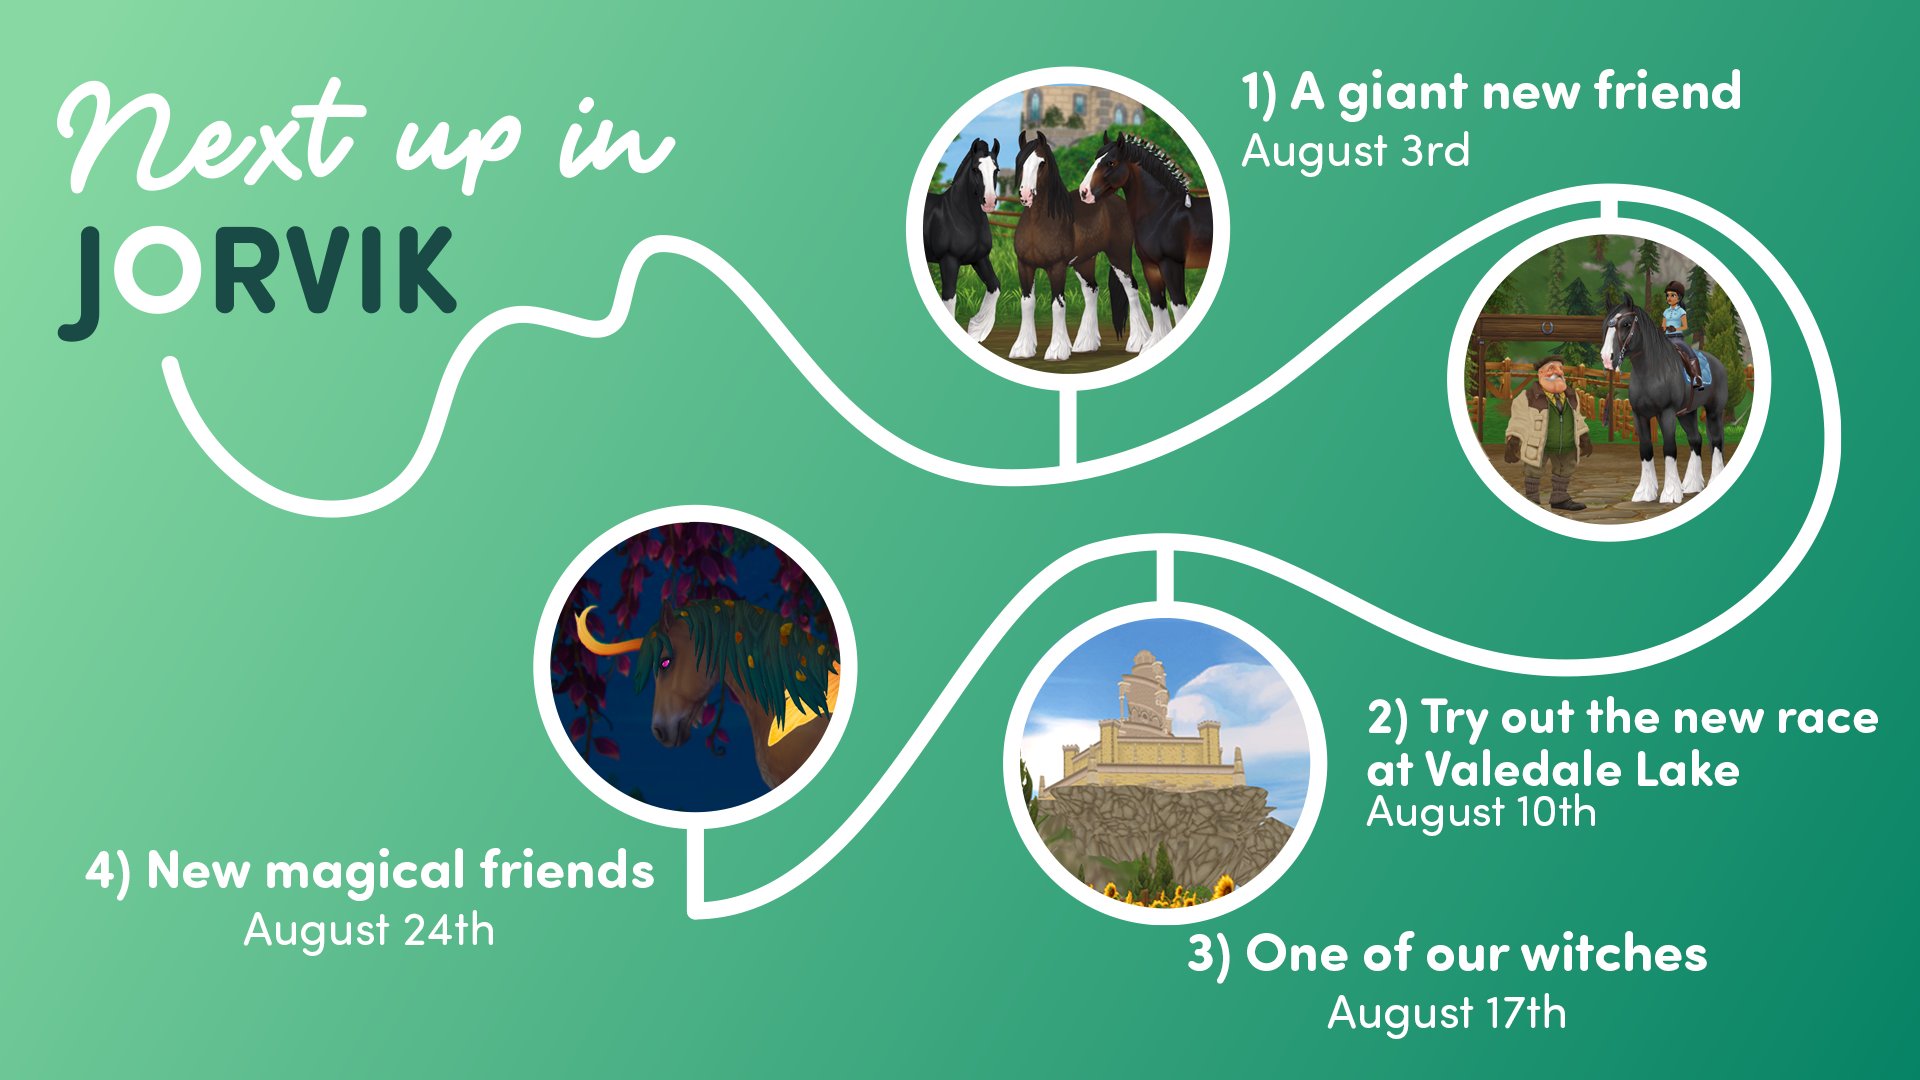 Next up in
JORVIK
1) A giant new friend
August 3rd
2) Try out the new race
at Valedale Lake
August 10th
3) One of our witches
August 17th
4) New magical friends
August 24th